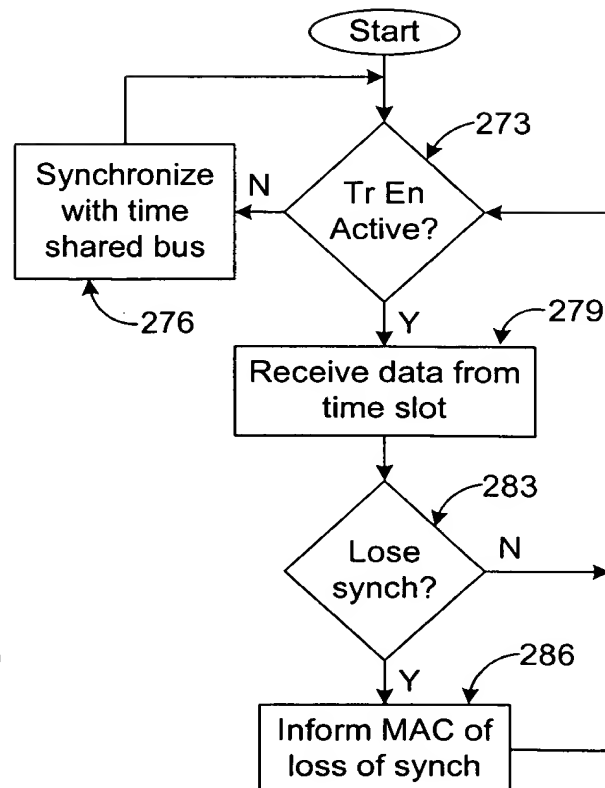 Start
273
Tr En
Active?
N
Synchronize
with time
shared bus
276
Y
279
Receive data from
time slot
283
Lose
synch?
N
Y
286
Inform MAC of
loss of synch